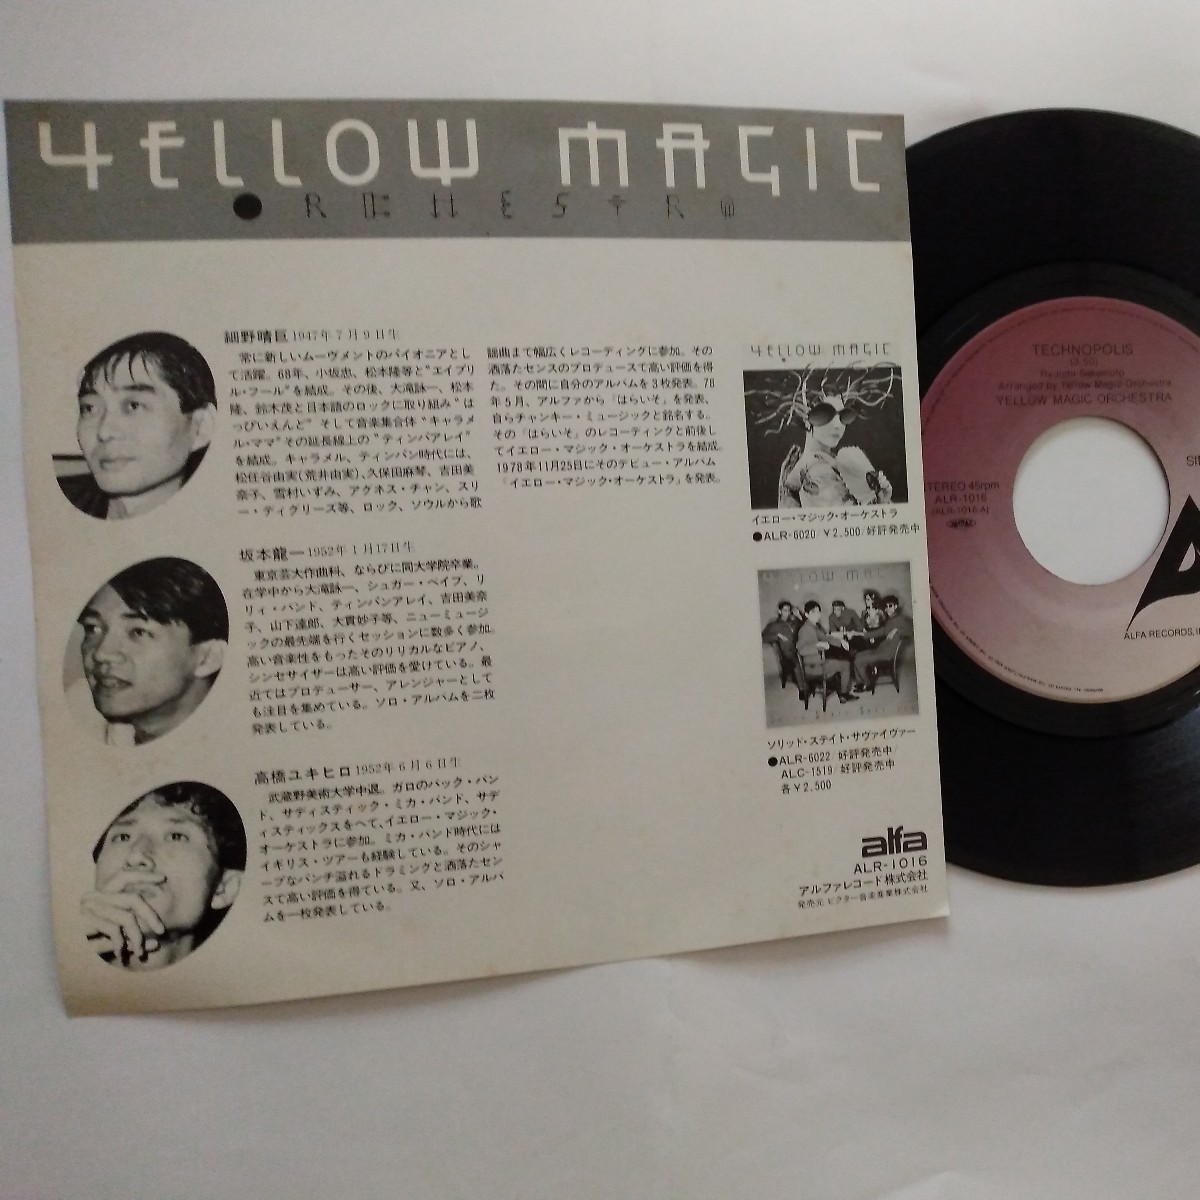 YELLOW MAGIC
ORCHESTRA
細野晴臣 1947年7月9日生
常に新しいムーヴメントのパイオニアとし
て活躍。68年、小坂忠、松本隆等と“エイプリ
ル・フール”を結成。その後、大滝詠一、松本
隆、鈴木茂と日本語のロックに取り組み“は
っぴいえんど”そして音楽集合体“キャラメ
ル・ママ”その延長線上の“ティンパアレイ”
を結成。キャラメル、ティンパン時代には、
松任谷由実(荒井由実)、久保田麻琴、吉田美
奈子、雪村いずみ、アグネス・チャン、スリ
ー・ディグリーズ等、ロック、ソウルから歌
謡曲まで幅広くレコーディングに参加。その
洒落たセンスのプロデュースで高い評価を得
た。その間に自分のアルバムを3枚発表。78
年5月、アルファから「はらいそ」を発表、
自らチャンキー・ミュージックと銘名する。
その「はらいそ」のレコーディングと前後し
てイエロー・マジック・オーケストラを結成。
1978年11月25日にそのデビュー・アルバム
「イエロー・マジック・オーケストラ」を発表。
坂本龍一 1952年1月17日生
東京芸大作曲科、ならびに同大学院卒業。
在学中から大滝詠一、シュガー・ベイブ、リ
リィ・バンド、ティンパンアレイ、吉田美奈
子、山下達郎、大貫妙子等、ニューミュージ
ックの最先端を行くセッションに数多く参加。
高い音楽性をもったそのリリカルなピアノ、
シンセサイザーは高い評価を愛けている。最
近ではプロデューサー、アレンジャーとして
も注目を集めている。ソロ・アルバムを二枚
発表している。
高橋ユキヒロ 1952年6月6日生
武蔵野美術大学中退。ガロのバック・バン
ド、サディスティック・ミカ・バンド、サデ
ィスティックスをへて、イエロー・マジック・
オーケストラに参加。ミカ・バンド時代には
イギリス・ツアーも経験している。そのシャ
ープなパンチ溢れるドラミングと洒落たセン
スで高い評価を得ている。又、ソロ・アルバ
ムを一枚発表している。
YELLOW MAGIC
イエロー・マジック・オーケストラ
●ALR-6020/¥2,500/好評発売中
YELLOW MAGIC
ソリッド・ステイト・サヴァイヴァー
●ALR-6022/好評発売中/
ALC-1519/好評発売中
各¥2,500
alfa
ALR-1016
アルファレコード株式会社
発売元 ビクター音楽産業株式会社
TECHNOPOLIS
Ryuichi Sakamoto
Arranged by Yellow Magic Orchestra
YELLOW MAGIC ORCHESTRA
STEREO 45rpm
ALR-1016
(ALR-1016 A)
SI
ALFA RECORDS, I